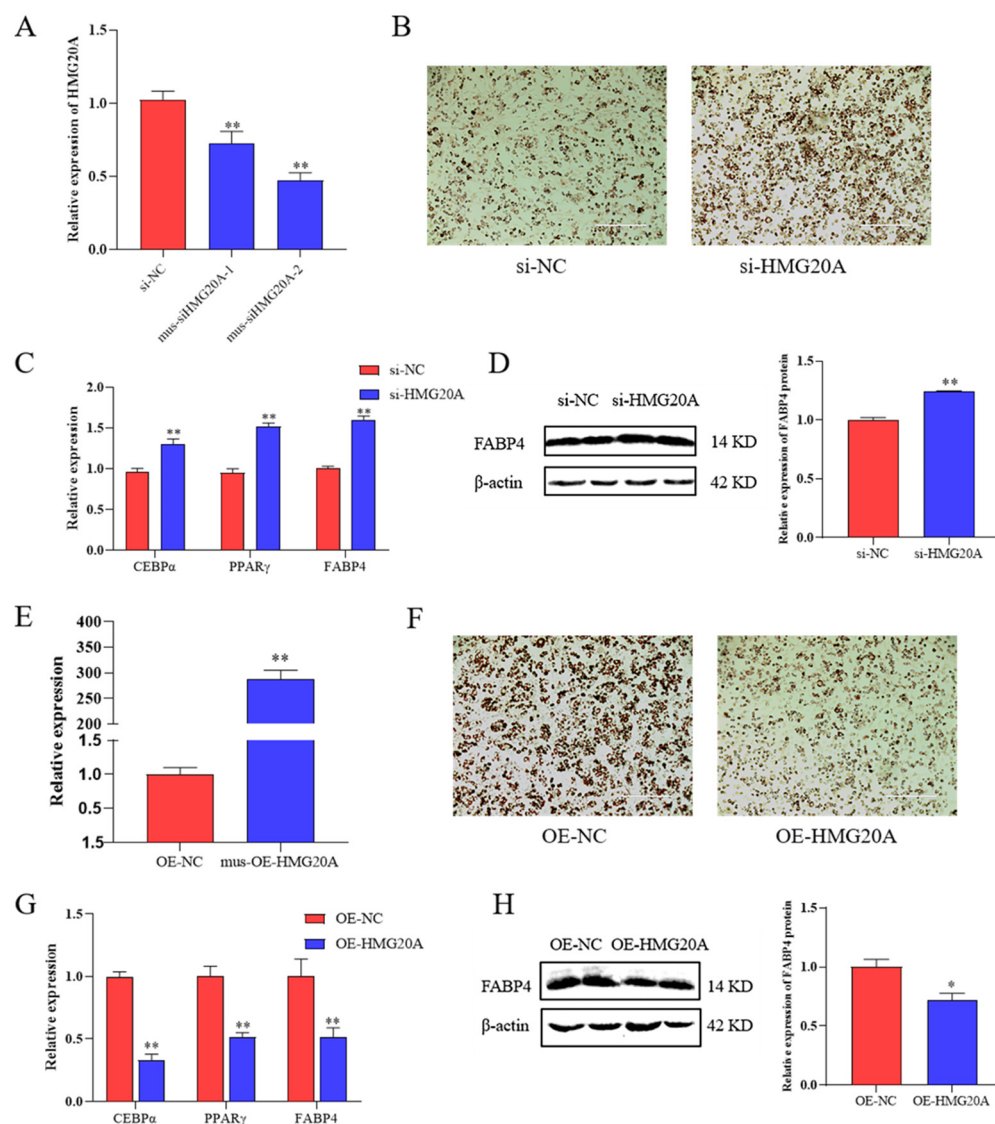 A
Relative expression of HMG20A
1.5
1.0
0.5
0.0
si-NC
mus-siHMG20A-1
mus-siHMG20A-2
**
**
B
si-NC
si-HMG20A
C
Relative expression
2.0
1.5
1.0
0.5
0.0
si-NC
si-HMG20A
**
**
**
CEBPα
PPARγ
FABP4
D
si-NC si-HMG20A
FABP4
14 KD
β-actin
42 KD
Relative expression of FABP4 protein
1.5
1.0
0.5
0.0
**
si-NC
si-HMG20A
E
Relative expression
400
350
300
250
200
1.5
1.0
0.5
1.5
**
OE-NC
mus-OE-HMG20A
F
OE-NC
OE-HMG20A
G
Relative expression
1.5
1.0
0.5
0.0
OE-NC
OE-HMG20A
**
**
**
CEBPα
PPARγ
FABP4
H
OE-NC OE-HMG20A
FABP4
14 KD
β-actin
42 KD
Relative expression of FABP4 protein
1.5
1.0
0.5
0.0
*
OE-NC
OE-HMG20A